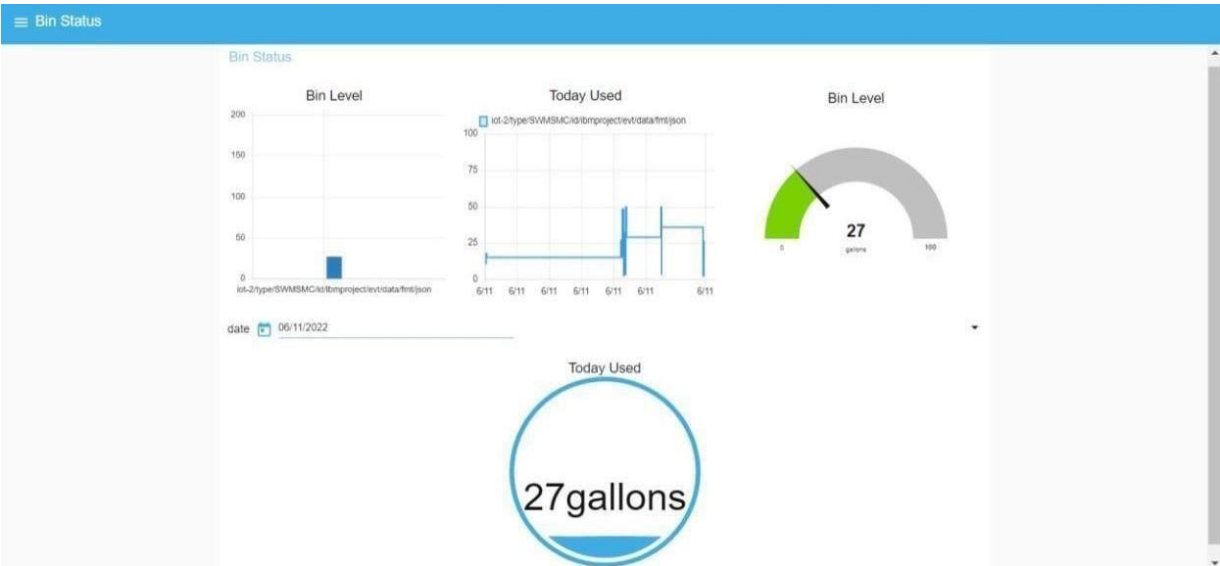 Bin Status
Bin Status
Bin Level
200
150
100
50
0
iot-2/type/SWMSMC/id/ibmproject/evt/data/fmt/json
Today Used
iot-2/type/SWMSMC/id/ibmproject/evt/data/fmt/json
100
75
50
25
0
6/11 6/11 6/11 6/11 6/11 6/11 6/11
Bin Level
27
0 gallons 100
date 06/11/2022
Today Used
27gallons